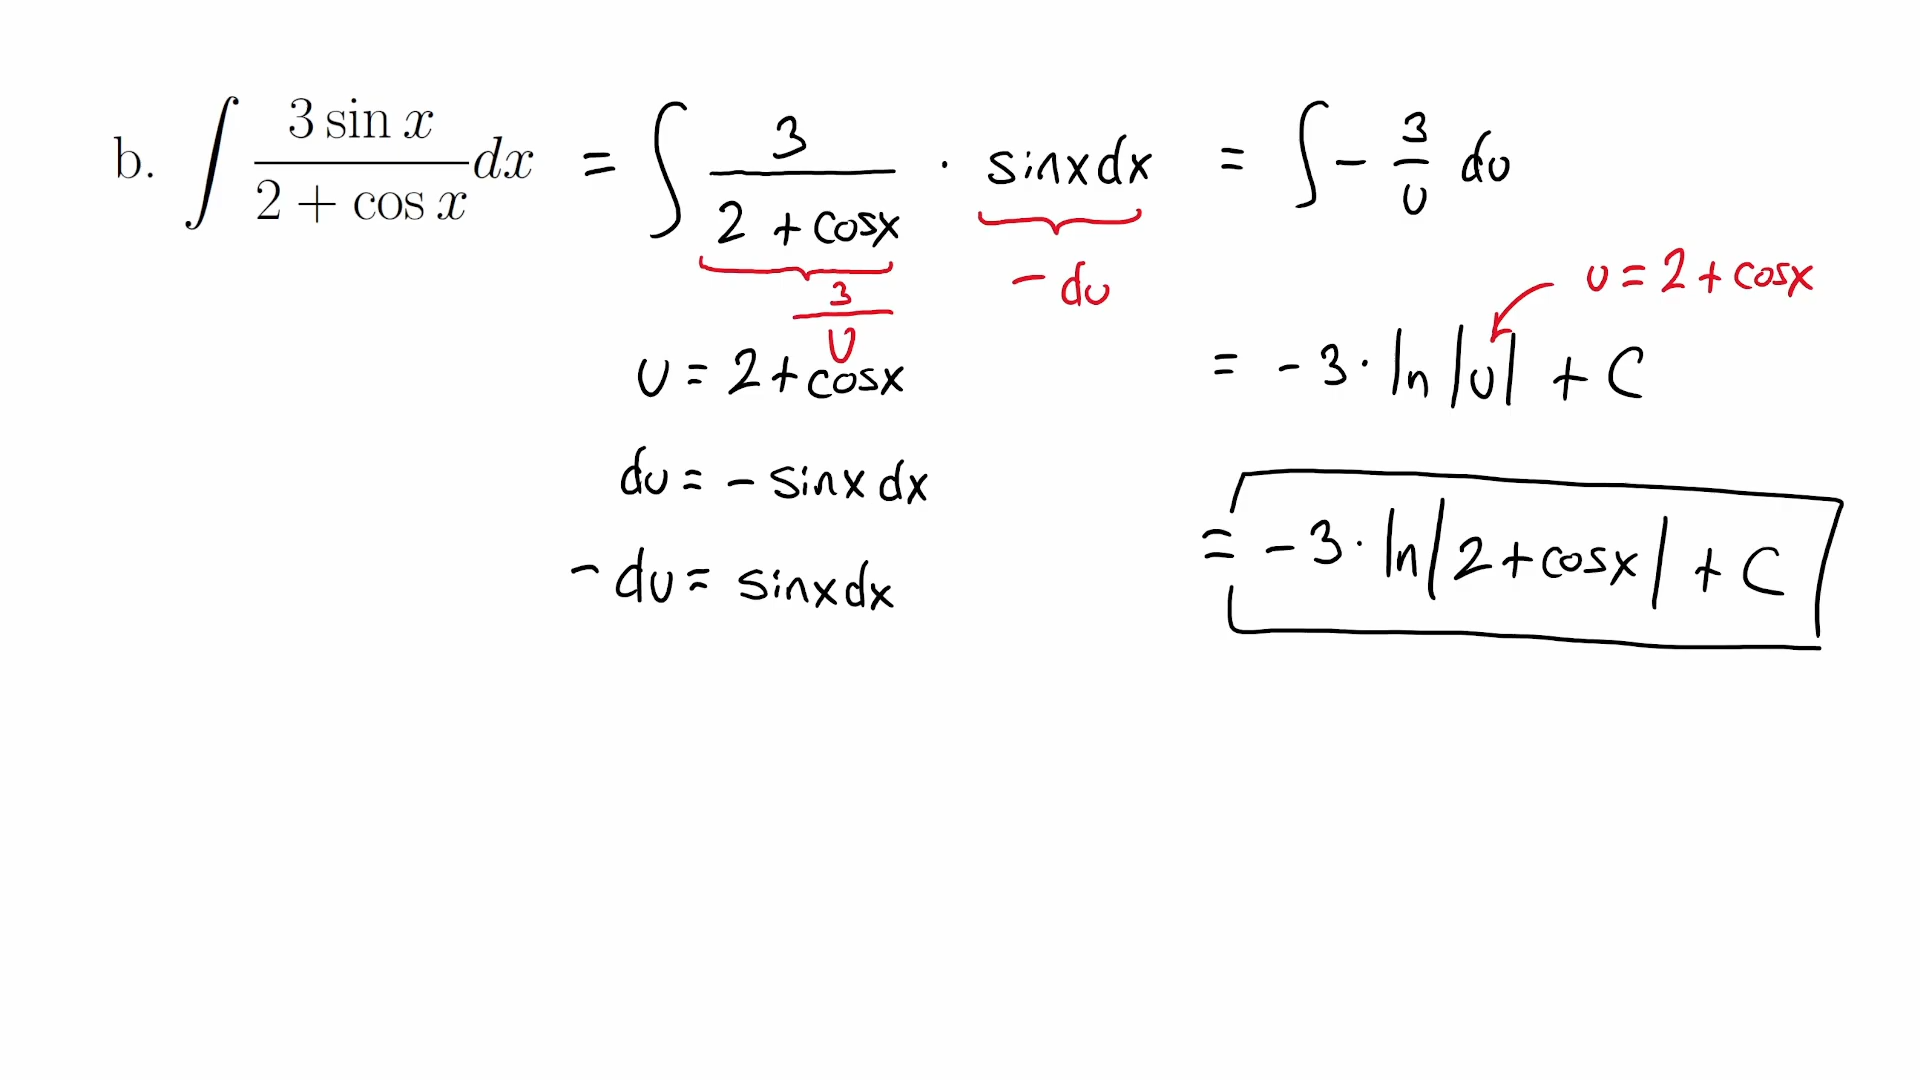 b. ∫ 3 sin x / 2 + cos x dx = ∫ 3 / 2 + cosx · sinxdx = ∫ - 3/u du
3/u
- du
u = 2 + cosx
u = 2 + cosx
= -3 · ln |u| + C
du = - sinx dx
- du = sinxdx
= -3 · ln |2 + cosx| + C